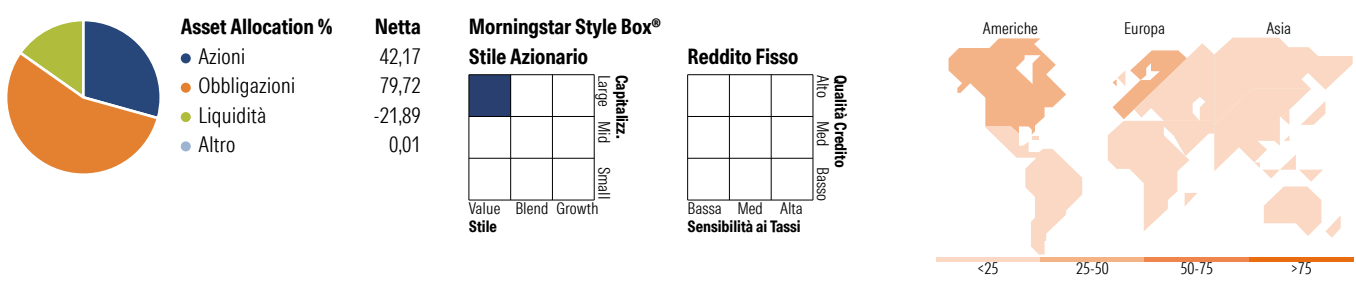 Asset Allocation % Netta
Azioni 42,17
Obbligazioni 79,72
Liquidità -21,89
Altro 0,01
Morningstar Style Box®
Stile Azionario
Large Mid Small
Capitalizz.
Value Blend Growth
Stile
Reddito Fisso
Alto Med Basso
Qualità Credito
Bassa Med Alta
Sensibilità ai Tassi
Americhe Europa Asia
<25 25-50 50-75 >75